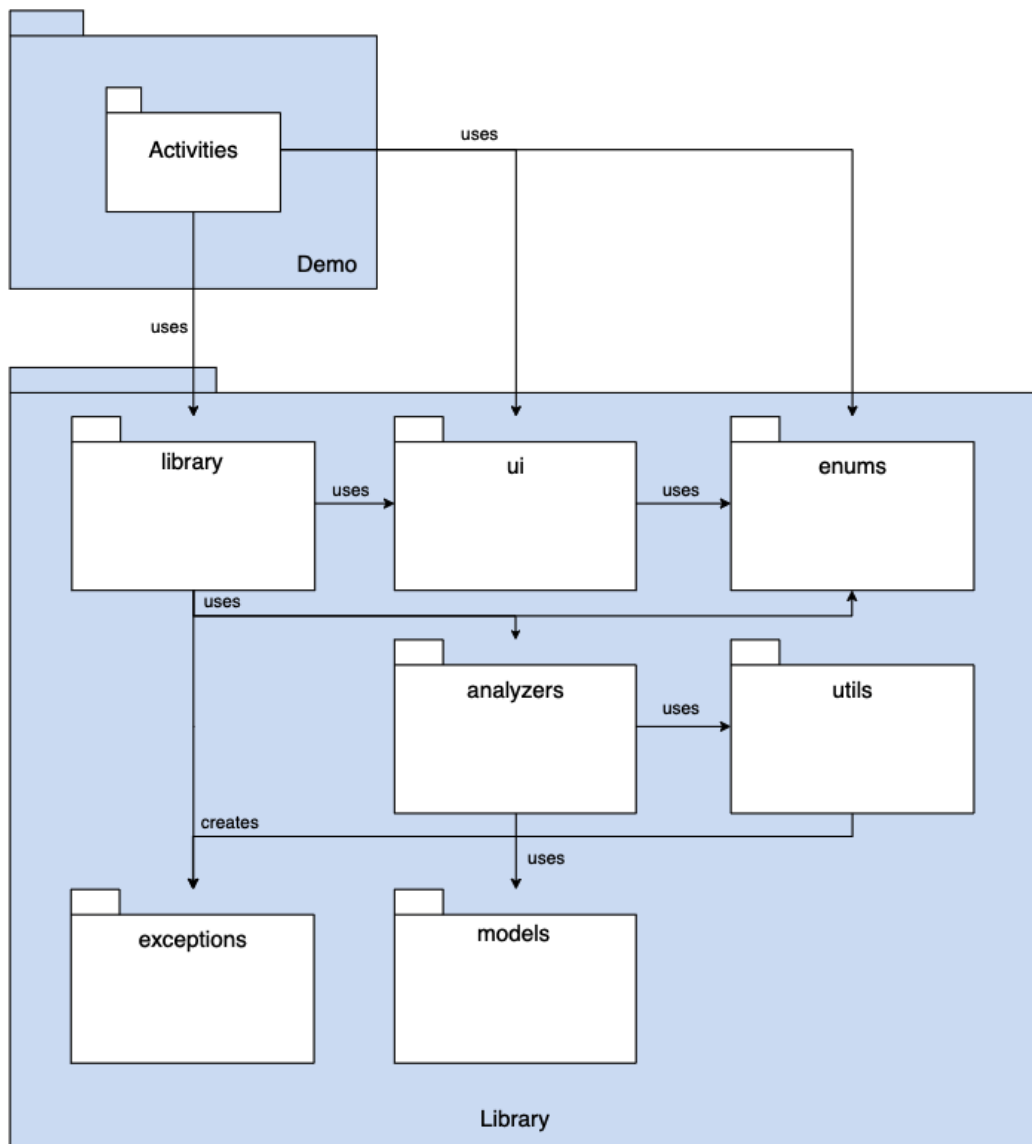 uses
Activities
Demo
uses
library
ui
enums
uses
uses
uses
analyzers
utils
uses
creates
uses
exceptions
models
Library